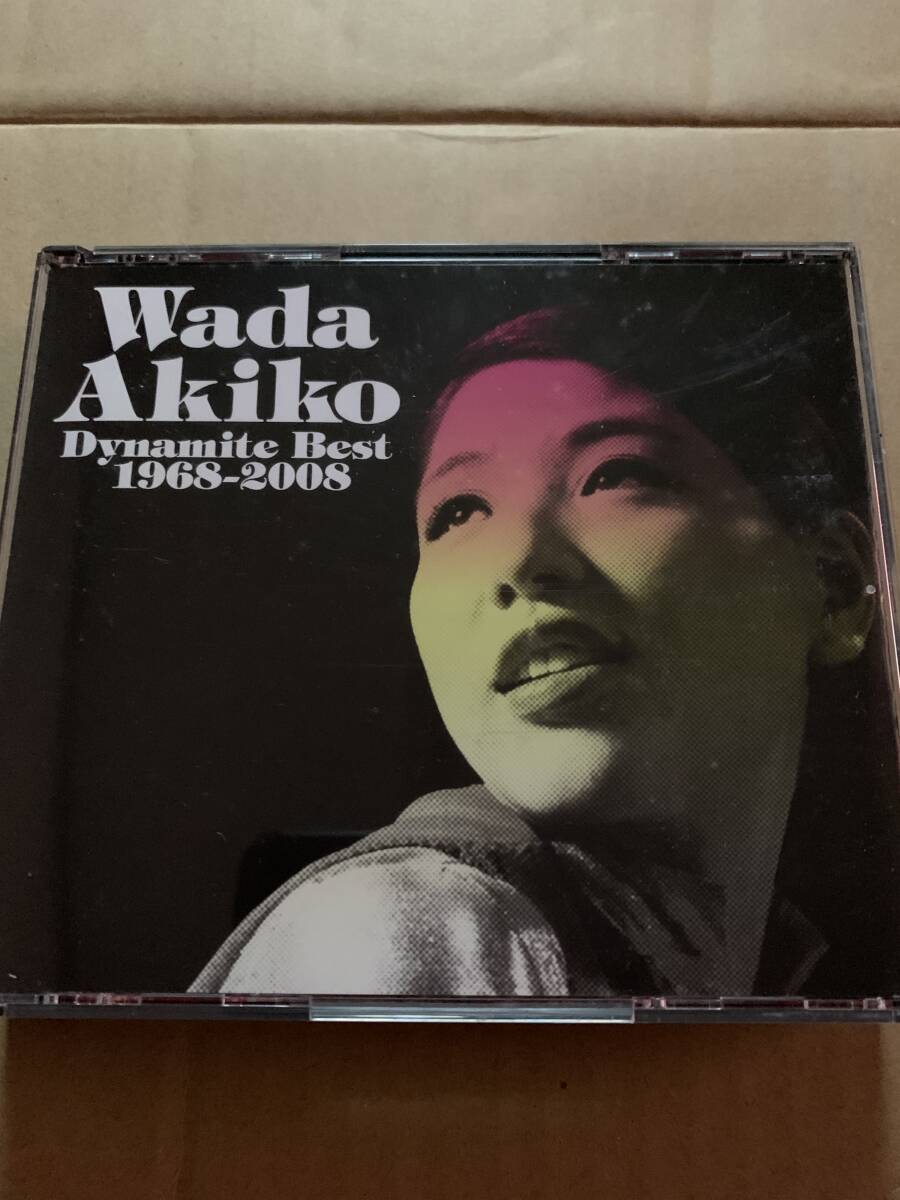 Wada
Akiko
Dynamite Best
1968-2008